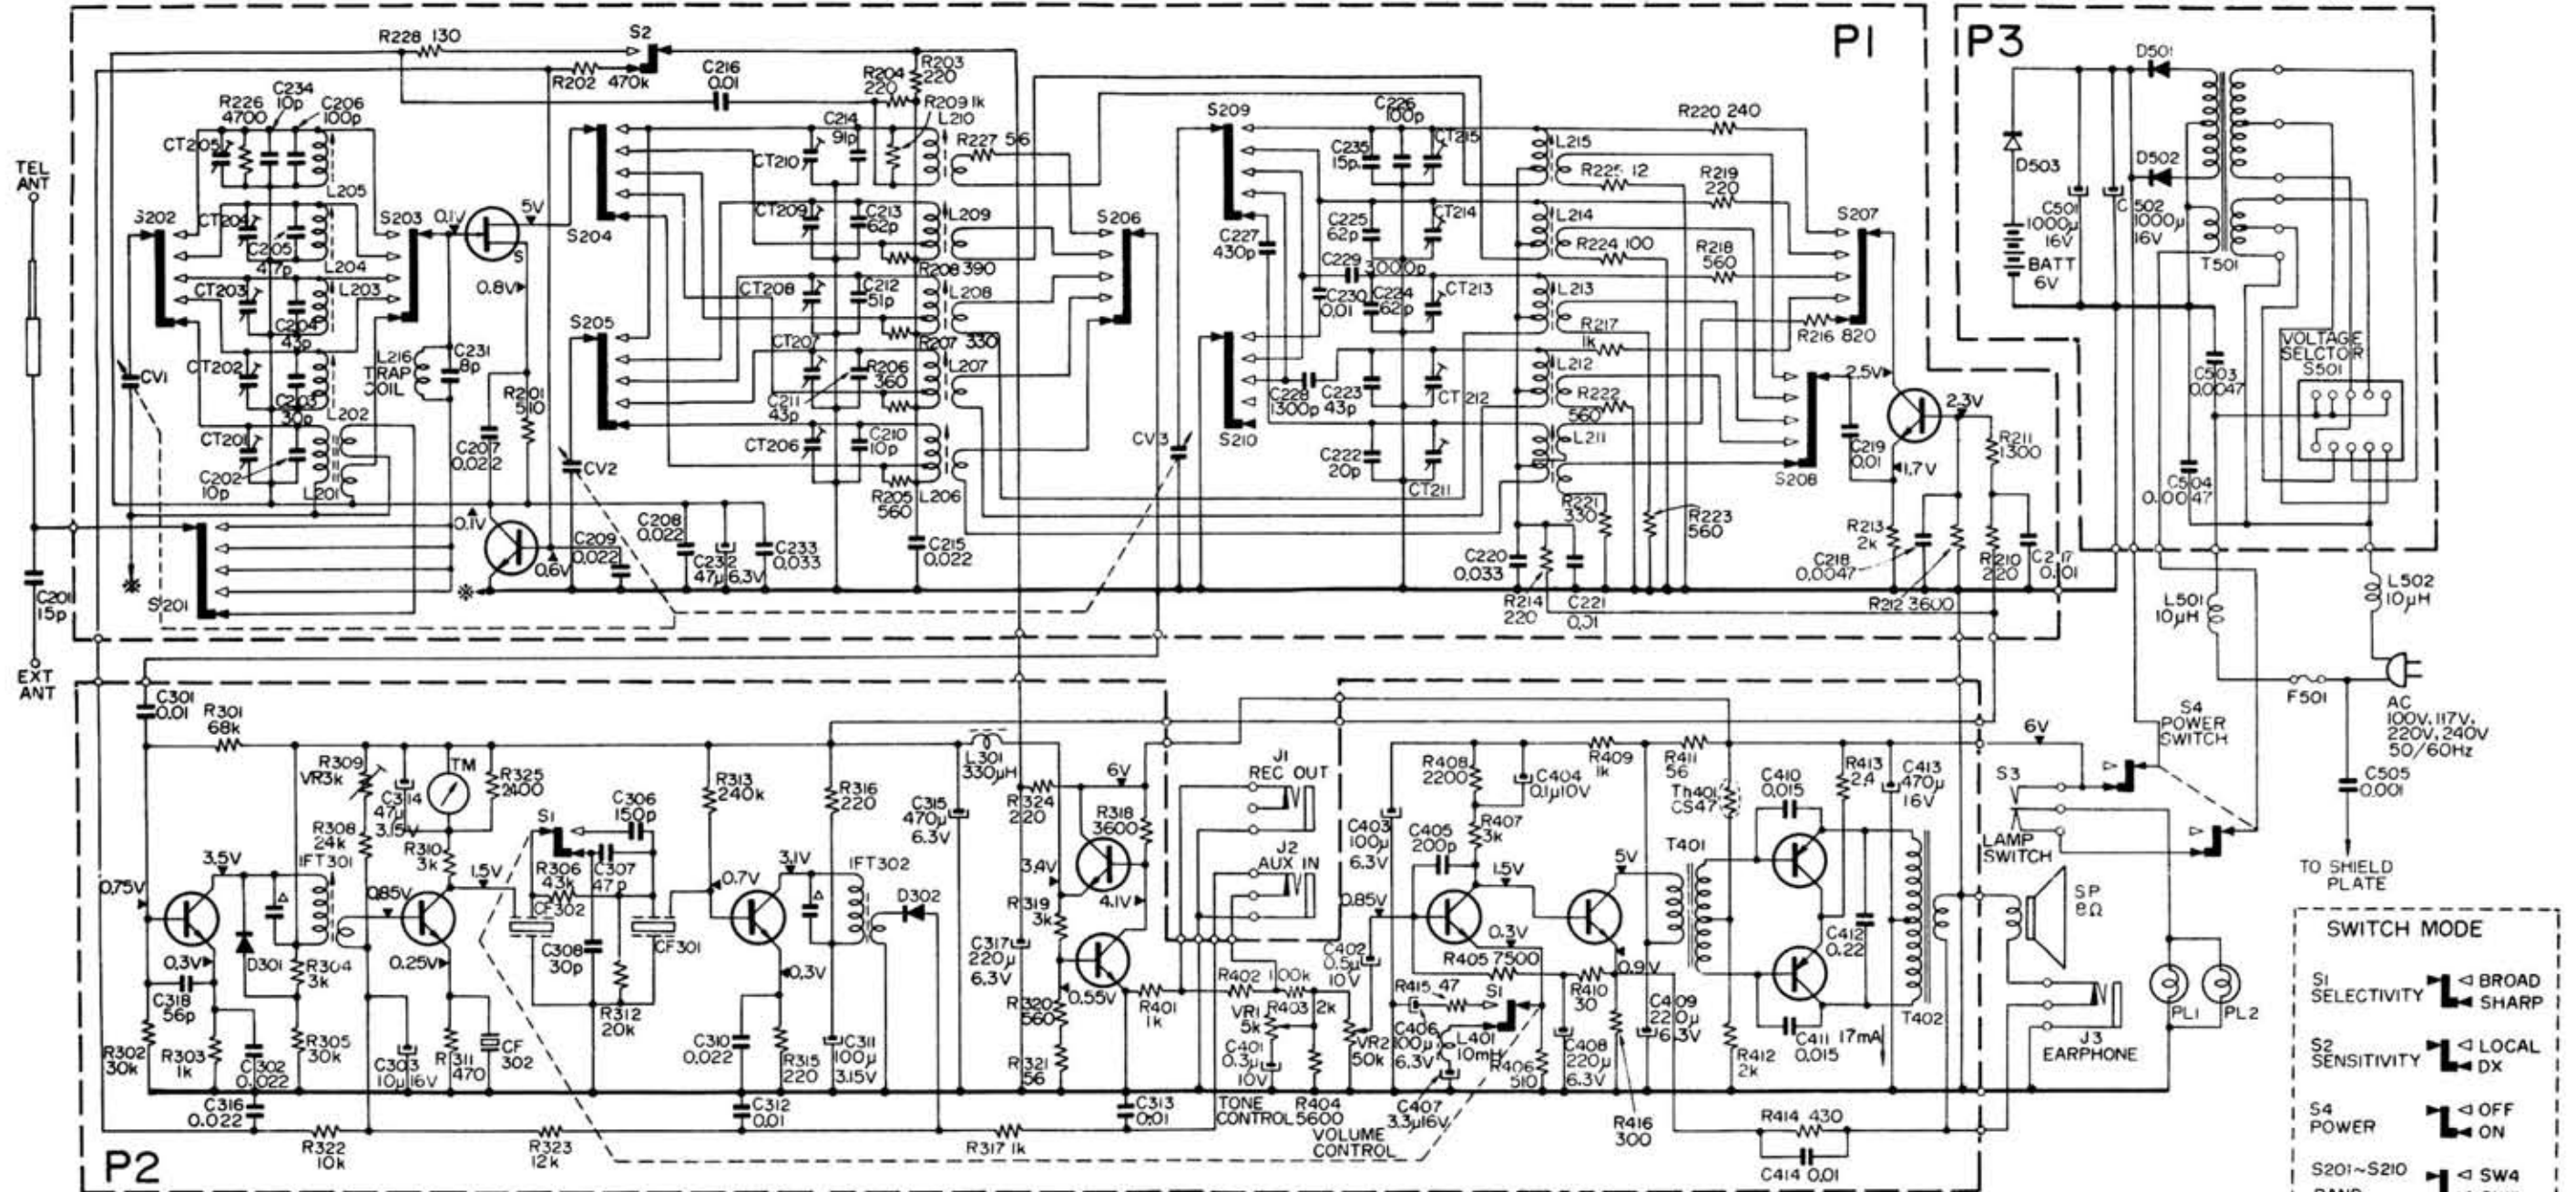 P1
P3
R228 130
S2
R202 470k
C216
0.01
R204
220
R203
220
R209 1k
C234
10p
R226
4700
C206
100p
CT205
L205
TEL
ANT
S202
CT204
C205
47p
L204
S203
0.1V
5V
S
0.8V
CT203
L203
C204
43p
CT202
L216
TRAP
COIL
C231
8p
R201
510
C203
30p
L202
CT201
C202
10p
L201
C207
0.022
CV1
S201
C201
15p
EXT
ANT
0.1V
0.6V
C209
0.022
S204
S205
CV2
C214
91p
L210
CT210
R227 56
CT209
C213
62p
L209
R208 390
CT208
C212
51p
L208
R207 330
CT207
R206
360
L207
C211
43p
CT206
C210
10p
R205
560
L206
C208
0.022
C232
47μ 6.3V
C233
0.033
C215
0.022
S206
S209
C227
430p
S210
CV3
C226
100p
C235
15p
CT215
L215
R220 240
R225 12
R219
220
C225
62p
CT214
L214
R224 100
R218
560
C229
3000p
C230
0.01
C224
62p
CT213
L213
R217
1k
C228
1300p
C223
43p
CT212
L212
R222
560
C222
20p
CT211
L211
R221
330
R223
560
C220
0.033
R214
220
C221
0.01
S207
R216 820
S208
2.5V
2.3V
C219
0.01
1.7V
R211
1300
R213
2k
C218
0.0047
R212 3600
R210
220
C217
0.01
D501
D502
D503
C501
1000μ
16V
C502
1000μ
16V
BATT
6V
T501
VOLTAGE
SELCTOR
S501
C503
0.0047
C504
0.0047
L501
10μH
L502
10μH
F501
AC
100V, 117V,
220V, 240V
50/60Hz
C505
0.001
TO SHIELD
PLATE
S4
POWER
SWITCH
6V
S3
LAMP
SWITCH
P2
C301
0.01
R301
68k
0.75V
3.5V
0.3V
C318
56p
R302
30k
R303
1k
C302
0.022
D301
IFT301
R304
3k
R305
30k
C316
0.022
R322
10k
R309
VR3k
R308
24k
C314
47μ
3.15V
TM
R325
2400
R310
3k
0.85V
1.5V
0.25V
C303
10μ 16V
R311
470
CF
302
S1
C306
150p
R306
43k
C307
47p
CF302
C308
30p
CF301
R312
20k
R323
12k
R313
240k
0.7V
3.1V
0.3V
C310
0.022
R315
220
C312
0.01
R316
220
IFT302
D302
C311
100μ
3.15V
C315
470μ
6.3V
L301
330μH
R324
220
6V
R318
3600
3.4V
4.1V
R319
3k
C317
220μ
6.3V
R320
560
0.55V
R321
56
R317 1k
C313
0.01
R401
1k
J1
REC OUT
J2
AUX IN
R402 100k
R403 2k
VR1
5k
C401
0.3μ
10V
TONE
CONTROL
R404
5600
VR2
50k
VOLUME
CONTROL
C402
0.5μ
10V
C403
100μ
6.3V
R408
2200
C404
0.1μ10V
R407
3k
C405
200p
0.85V
1.5V
0.3V
R405 7500
R415 47
S1
C406
100μ
6.3V
L401
10mH
C407
3.3μ16V
R406
510
C408
220μ
6.3V
R409
1k
R411
56
5V
0.9V
R410
30
R416
300
C409
220μ
6.3V
T401
Th401
CS47
R412
2k
C410
0.015
R413
2.4
C413
470μ
16V
C412
0.22
C411
0.015
17mA
T402
R414 430
C414 0.01
SP
8Ω
J3
EARPHONE
PL1
PL2
SWITCH MODE
S1
SELECTIVITY
BROAD
SHARP
S2
SENSITIVITY
LOCAL
DX
S4
POWER
OFF
ON
S201~S210
SW4